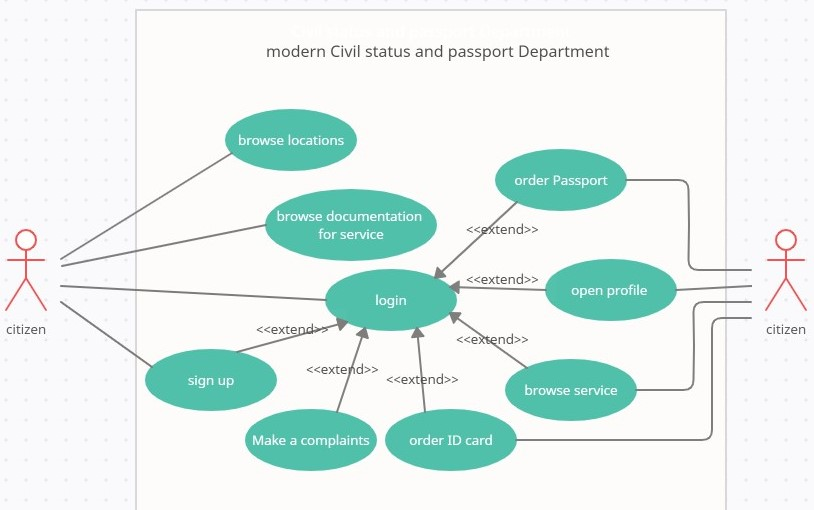 modern Civil status and passport Department
browse locations
order Passport
browse documentation
for service
<<extend>>
<<extend>>
open profile
login
citizen
citizen
<<extend>>
<<extend>>
<<extend>>
<<extend>>
sign up
browse service
Make a complaints
order ID card